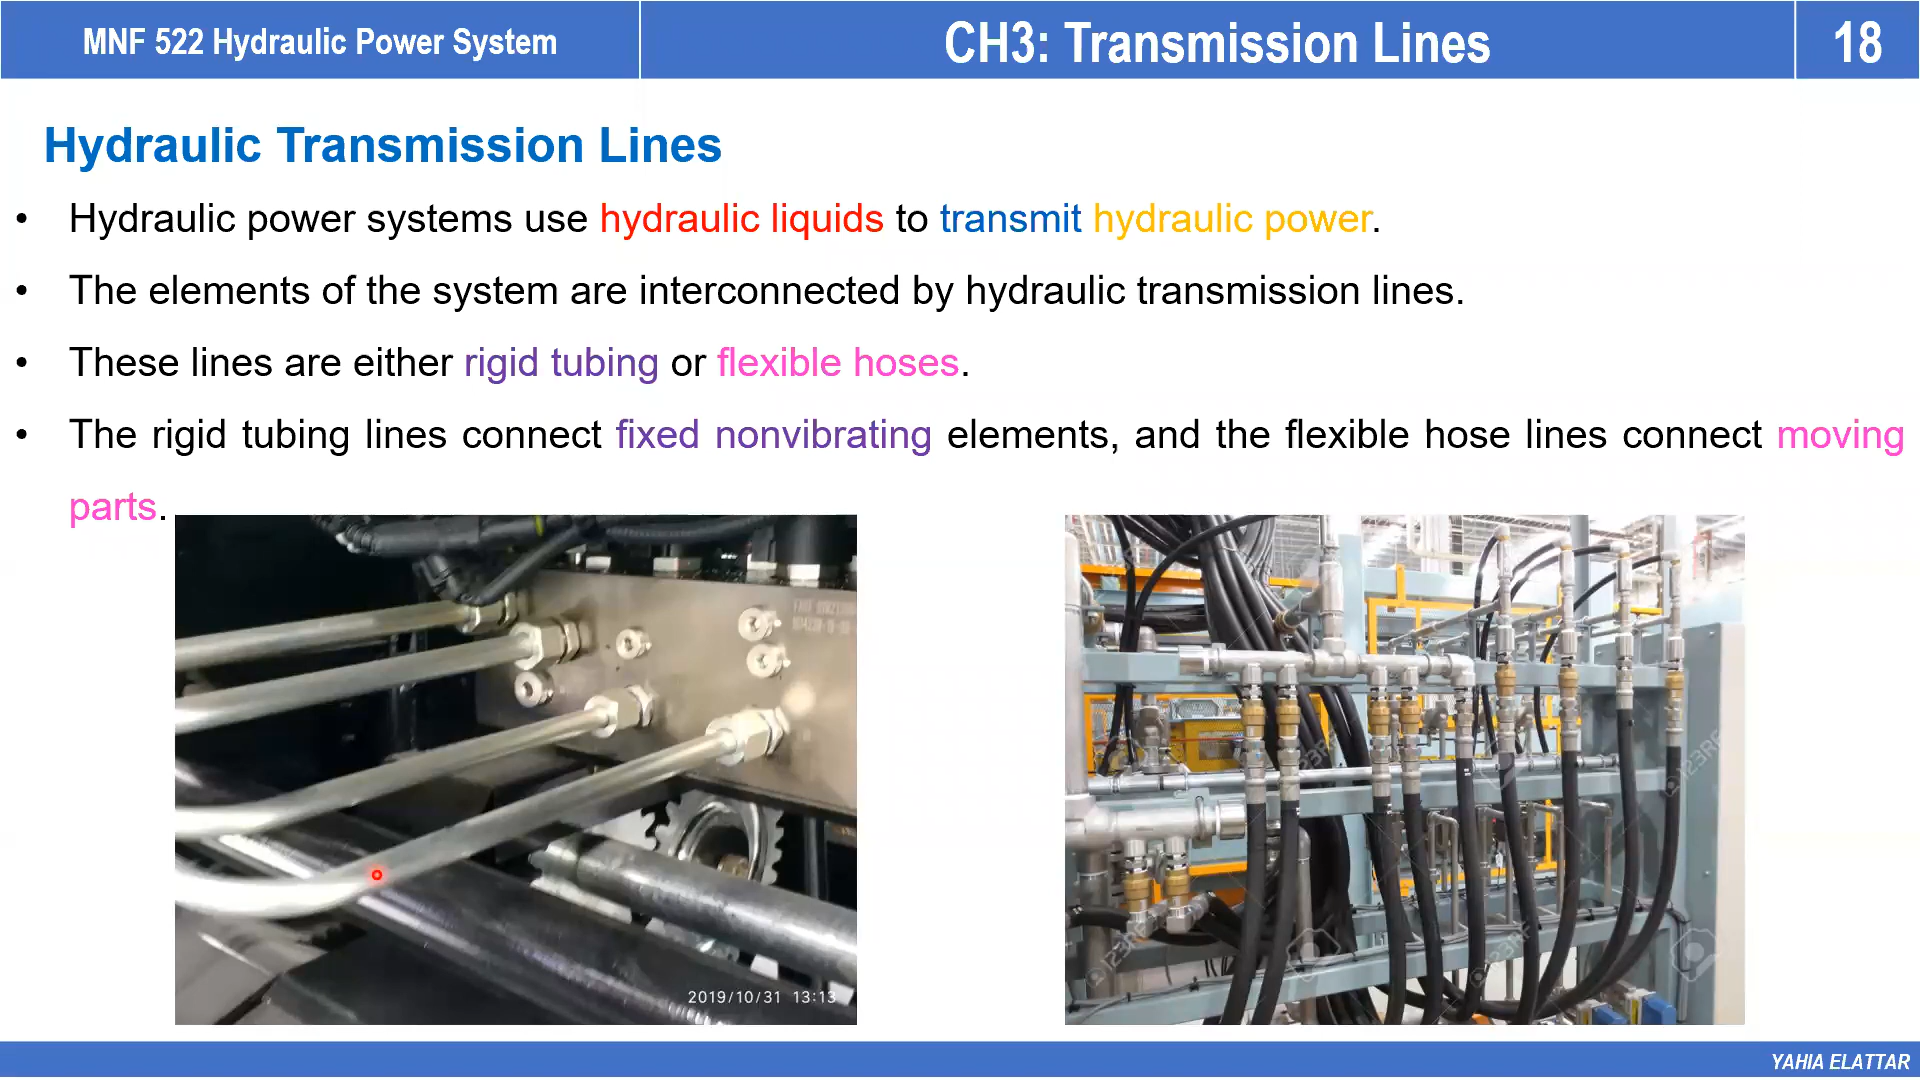 MNF 522 Hydraulic Power System
CH3: Transmission Lines
18
Hydraulic Transmission Lines
• Hydraulic power systems use hydraulic liquids to transmit hydraulic power.
• The elements of the system are interconnected by hydraulic transmission lines.
• These lines are either rigid tubing or flexible hoses.
• The rigid tubing lines connect fixed nonvibrating elements, and the flexible hose lines connect moving
parts.
2019/10/31 13:13
123RF
123RF
123RF
YAHIA ELATTAR